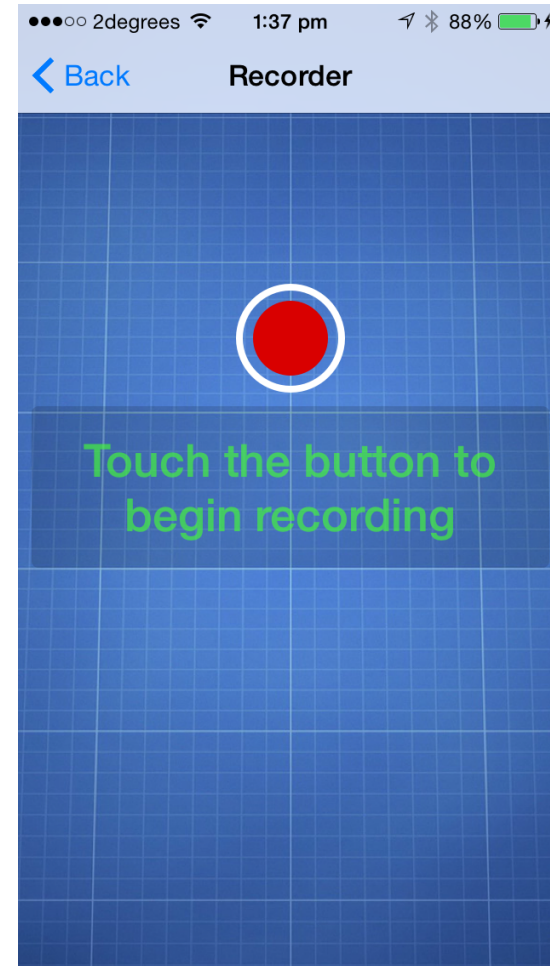 2degrees 1:37 pm 88%
Back Recorder
Touch the button to
begin recording